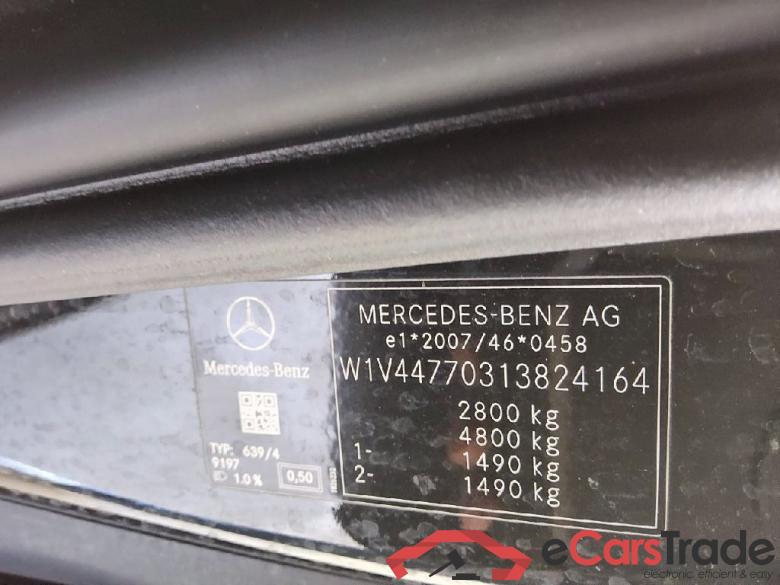 Mercedes-Benz
TYP: 639/4
9197
1.0 %
0,50
MERCEDES-BENZ AG
e1*2007/46*0458
W1V44770313824164
2800 kg
4800 kg
1- 1490 kg
2- 1490 kg
eCarsTrade
electronic, efficient & easy